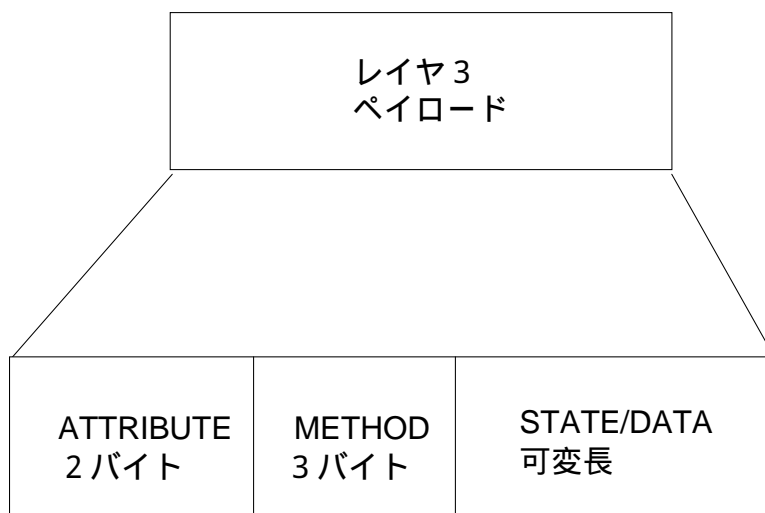 レイヤ3
ペイロード
ATTRIBUTE
2バイト
METHOD
3バイト
STATE/DATA
可変長